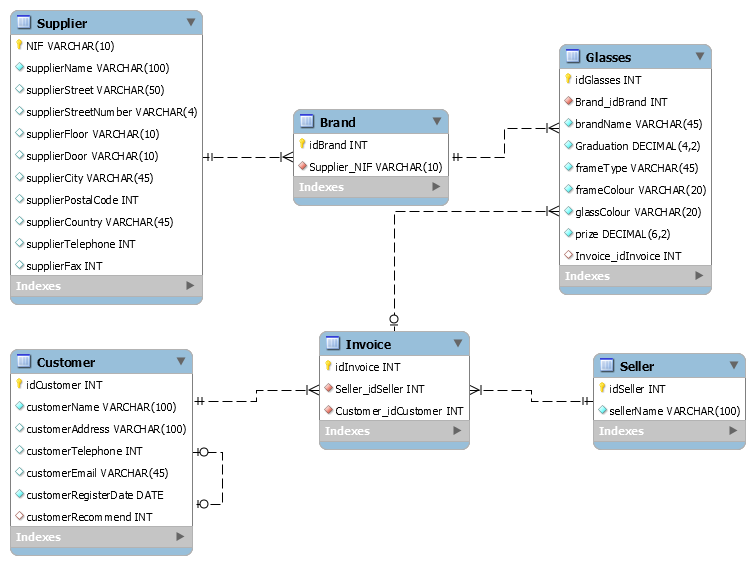 Supplier
NIF VARCHAR(10)
supplierName VARCHAR(100)
supplierStreet VARCHAR(50)
supplierStreetNumber VARCHAR(4)
supplierFloor VARCHAR(10)
supplierDoor VARCHAR(10)
supplierCity VARCHAR(45)
supplierPostalCode INT
supplierCountry VARCHAR(45)
supplierTelephone INT
supplierFax INT
Indexes
Brand
idBrand INT
Supplier_NIF VARCHAR(10)
Indexes
Glasses
idGlasses INT
Brand_idBrand INT
brandName VARCHAR(45)
Graduation DECIMAL(4,2)
frameType VARCHAR(45)
frameColour VARCHAR(20)
glassColour VARCHAR(20)
prize DECIMAL(6,2)
Invoice_idInvoice INT
Indexes
Customer
idCustomer INT
customerName VARCHAR(100)
customerAddress VARCHAR(100)
customerTelephone INT
customerEmail VARCHAR(45)
customerRegisterDate DATE
customerRecommend INT
Indexes
Invoice
idInvoice INT
Seller_idSeller INT
Customer_idCustomer INT
Indexes
Seller
idSeller INT
sellerName VARCHAR(100)
Indexes